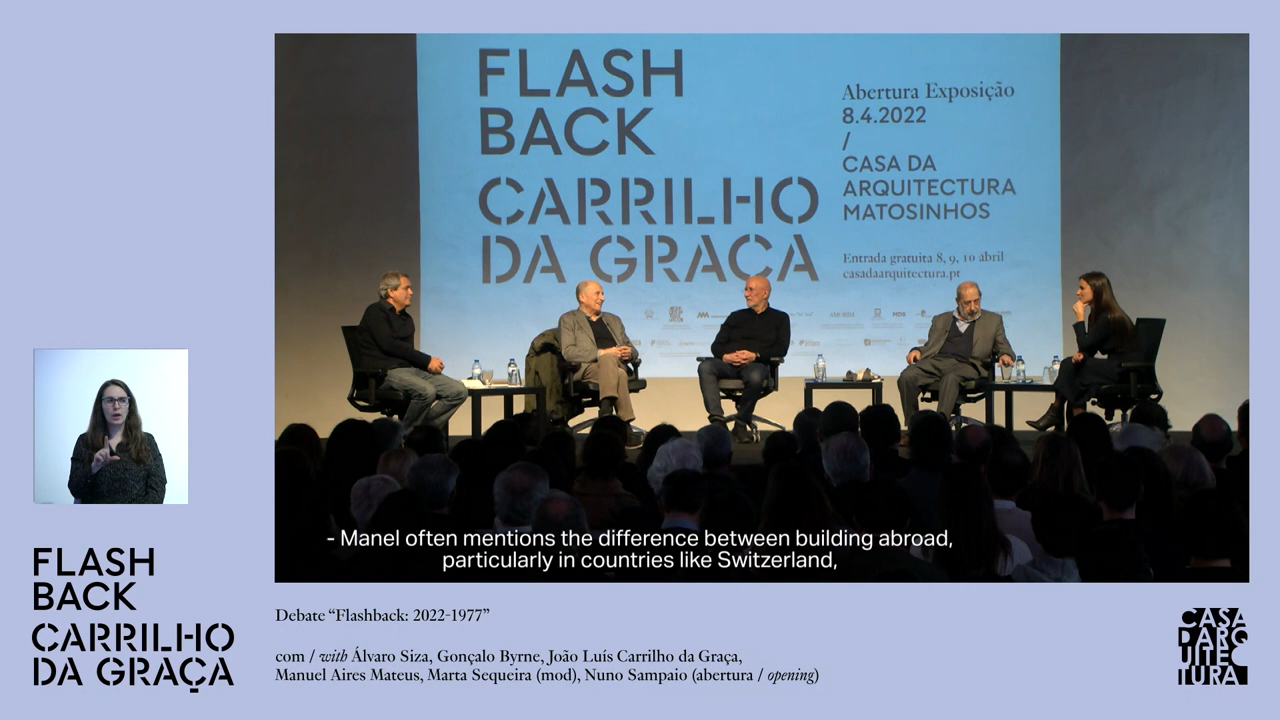 FLASH
BACK
CARRILHO
DA GRAÇA
Abertura Exposição
8.4.2022
/
CASA DA
ARQUITECTURA
MATOSINHOS
Entrada gratuita 8, 9, 10 abril
casadaarquitectura.pt
- Manel often mentions the difference between building abroad,
particularly in countries like Switzerland,
FLASH
BACK
CARRILHO
DA GRAÇA
Debate “Flashback: 2022-1977”
com / with Álvaro Siza, Gonçalo Byrne, João Luís Carrilho da Graça,
Manuel Aires Mateus, Marta Sequeira (mod), Nuno Sampaio (abertura / opening)
CASA
DARQ
UITEC
TURA